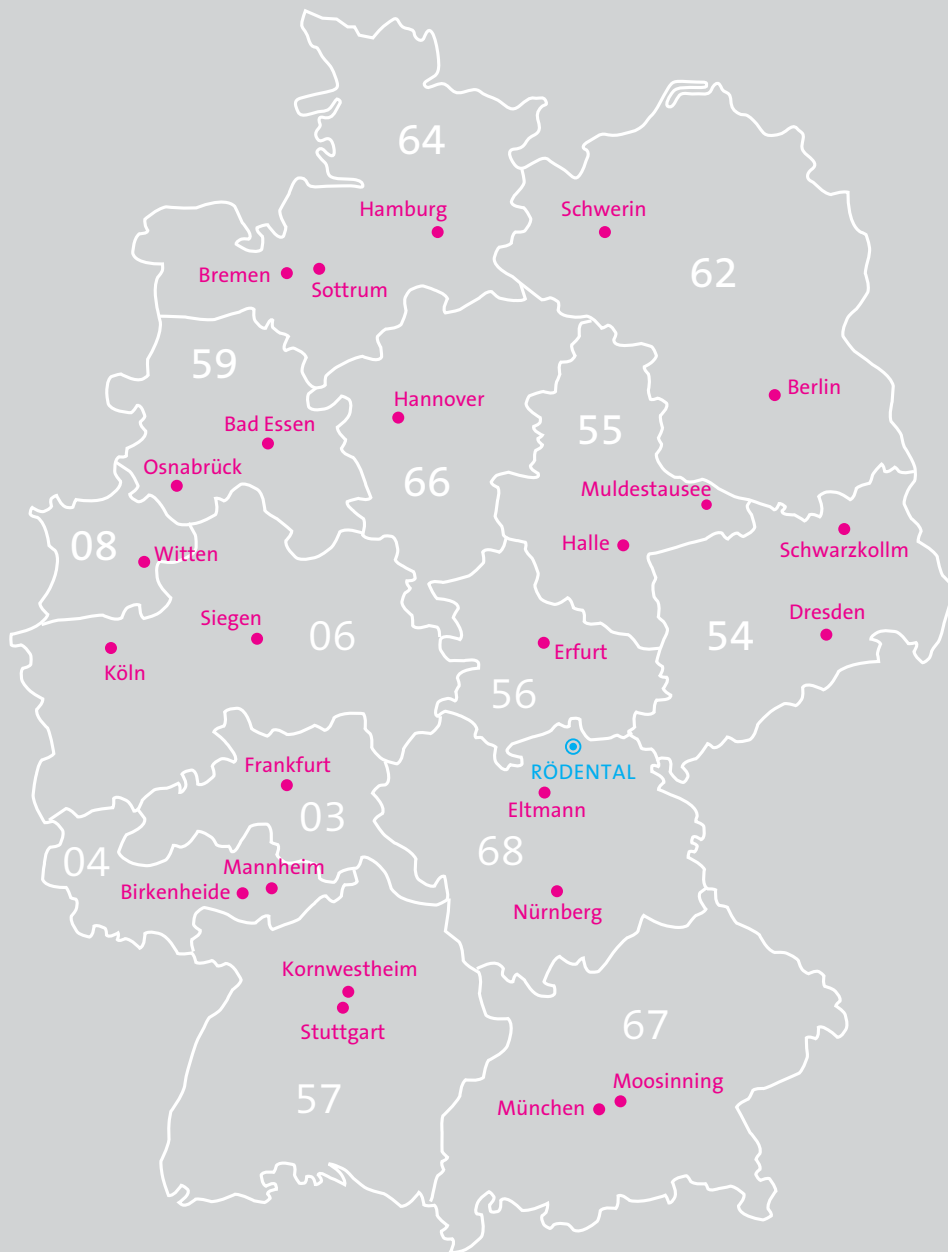 64
Hamburg
Schwerin
62
Bremen
Sottrum
59
Hannover
Berlin
Bad Essen
55
Osnabrück
66
Muldestausee
08
Witten
Halle
Schwarzkollm
Siegen
06
Erfurt
54
Dresden
Köln
56
Frankfurt
RÖDENTAL
03
Eltmann
04
68
Mannheim
Birkenheide
Nürnberg
Kornwestheim
Stuttgart
67
57
Moosinning
München